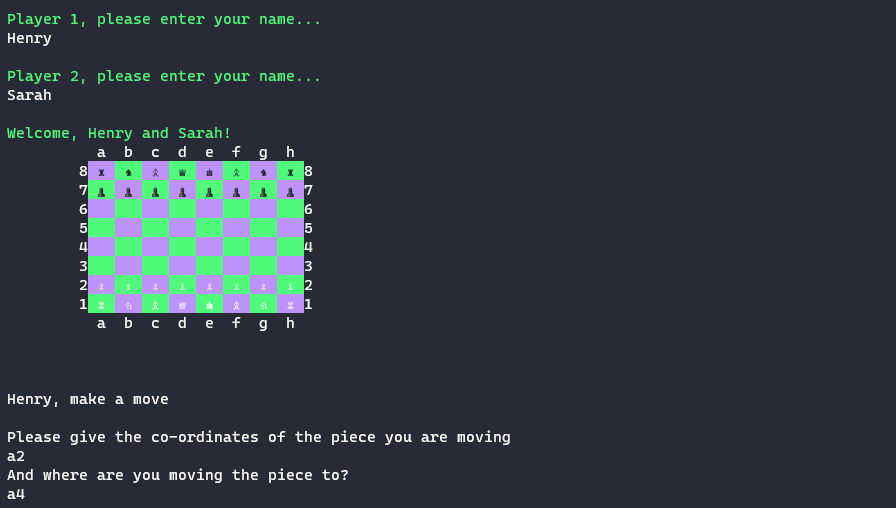 Player 1, please enter your name...
Henry
Player 2, please enter your name...
Sarah
Welcome, Henry and Sarah!
a b c d e f g h
8 8
7 7
6 6
5 5
4 4
3 3
2 2
1 1
a b c d e f g h
Henry, make a move
Please give the co-ordinates of the piece you are moving
a2
And where are you moving the piece to?
a4